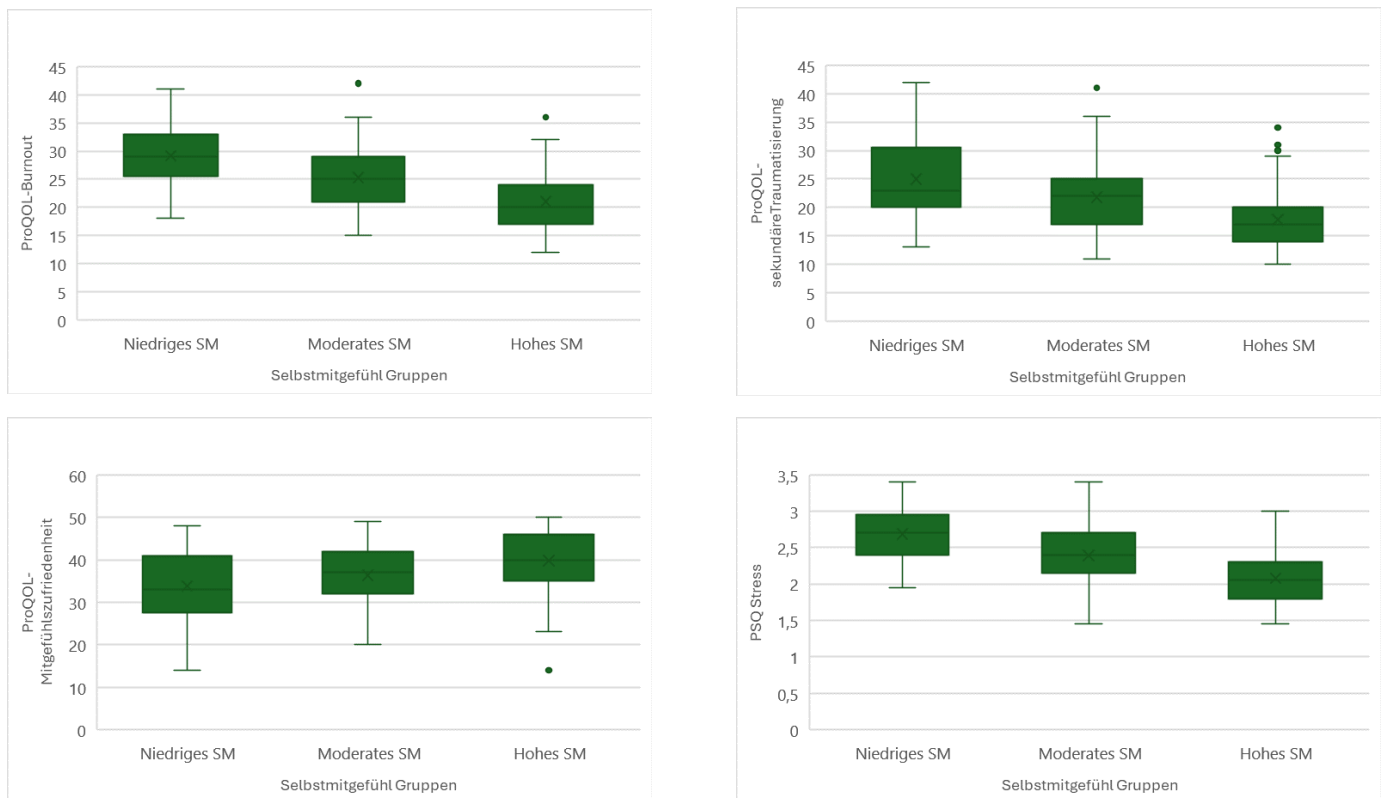 ProQOL-Burnout
45
40
35
30
25
20
15
10
5
0
Niedriges SM
Moderates SM
Hohes SM
Selbstmitgefühl Gruppen
ProQOL-
sekundäreTraumatisierung
45
40
35
30
25
20
15
10
5
0
Niedriges SM
Moderates SM
Hohes SM
Selbstmitgefühl Gruppen
ProQOL-
Mitgefühlszufriedenheit
60
50
40
30
20
10
0
Niedriges SM
Moderates SM
Hohes SM
Selbstmitgefühl Gruppen
PSQ Stress
3,5
3
2,5
2
1,5
1
0,5
0
Niedriges SM
Moderates SM
Hohes SM
Selbstmitgefühl Gruppen